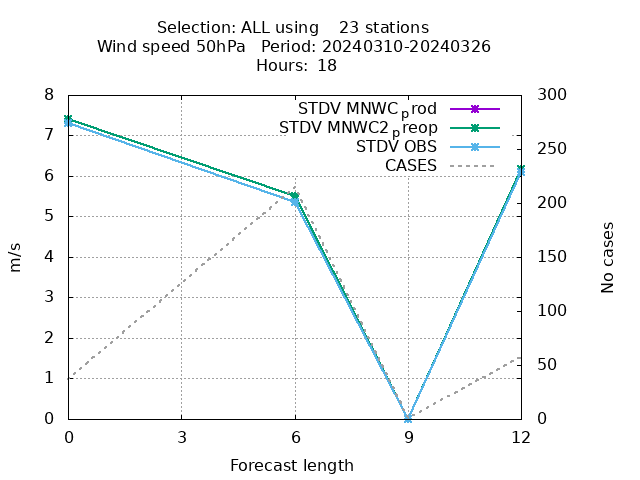 Selection: ALL using    23 stations
Wind speed 50hPa   Period: 20240310-20240326
Hours: 18
8
7
6
5
4
3
2
1
0
300
250
200
150
100
50
0
0
3
6
9
12
m/s
No cases
Forecast length
STDV MNWCprod
STDV MNWC2preop
STDV OBS
CASES